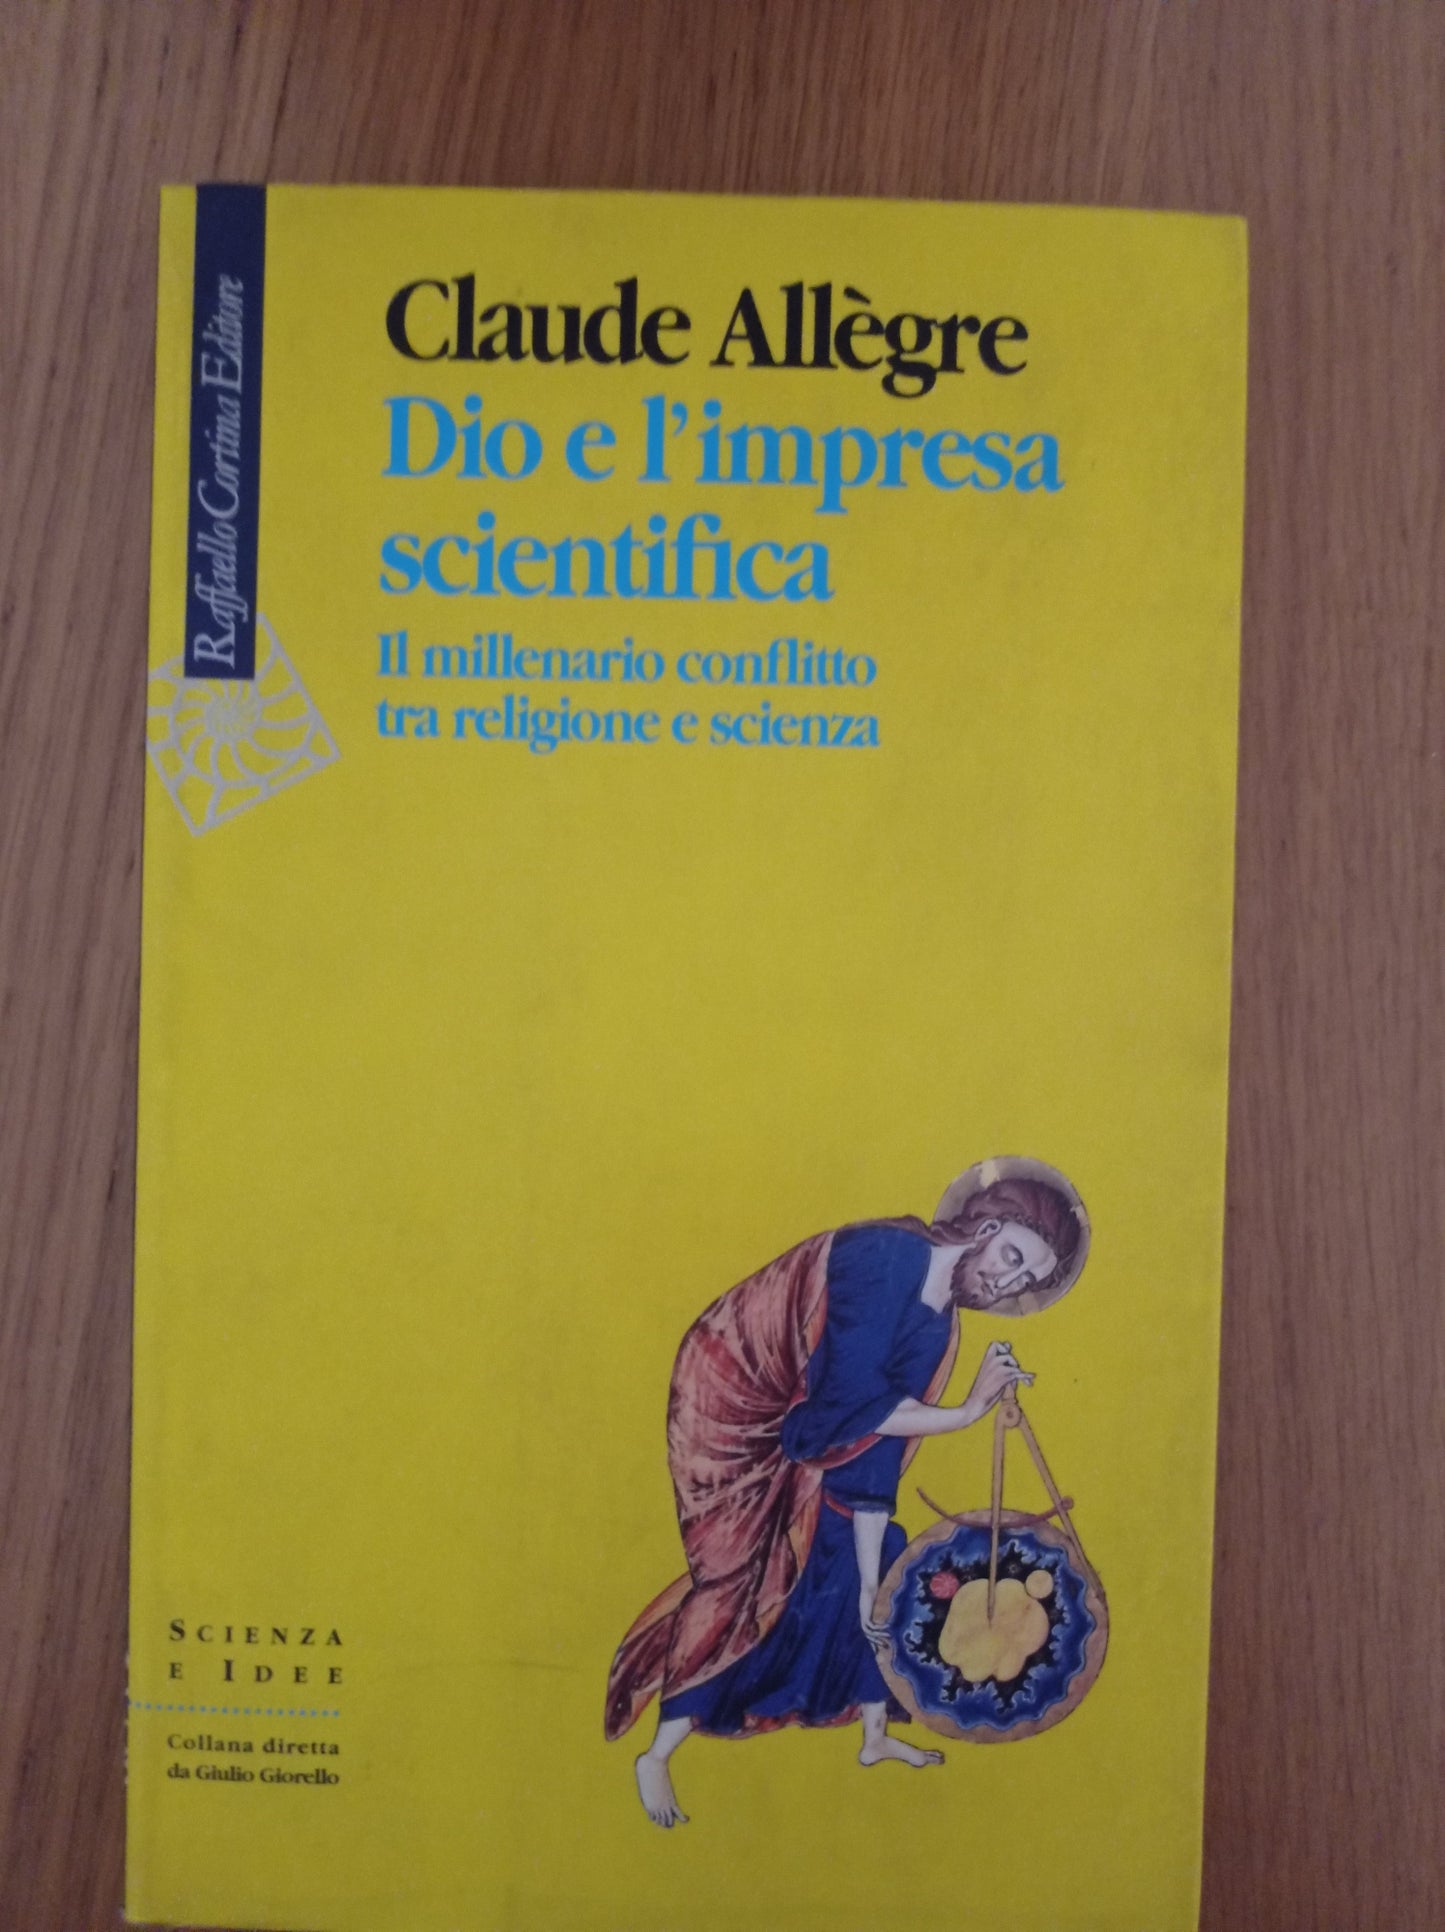 Raffaello Cortina Editore
Claude Allègre
Dio e l'impresa
scientifica
Il millenario conflitto
tra religione e scienza
SCIENZA
E IDEE
Collana diretta
da Giulio Giorello